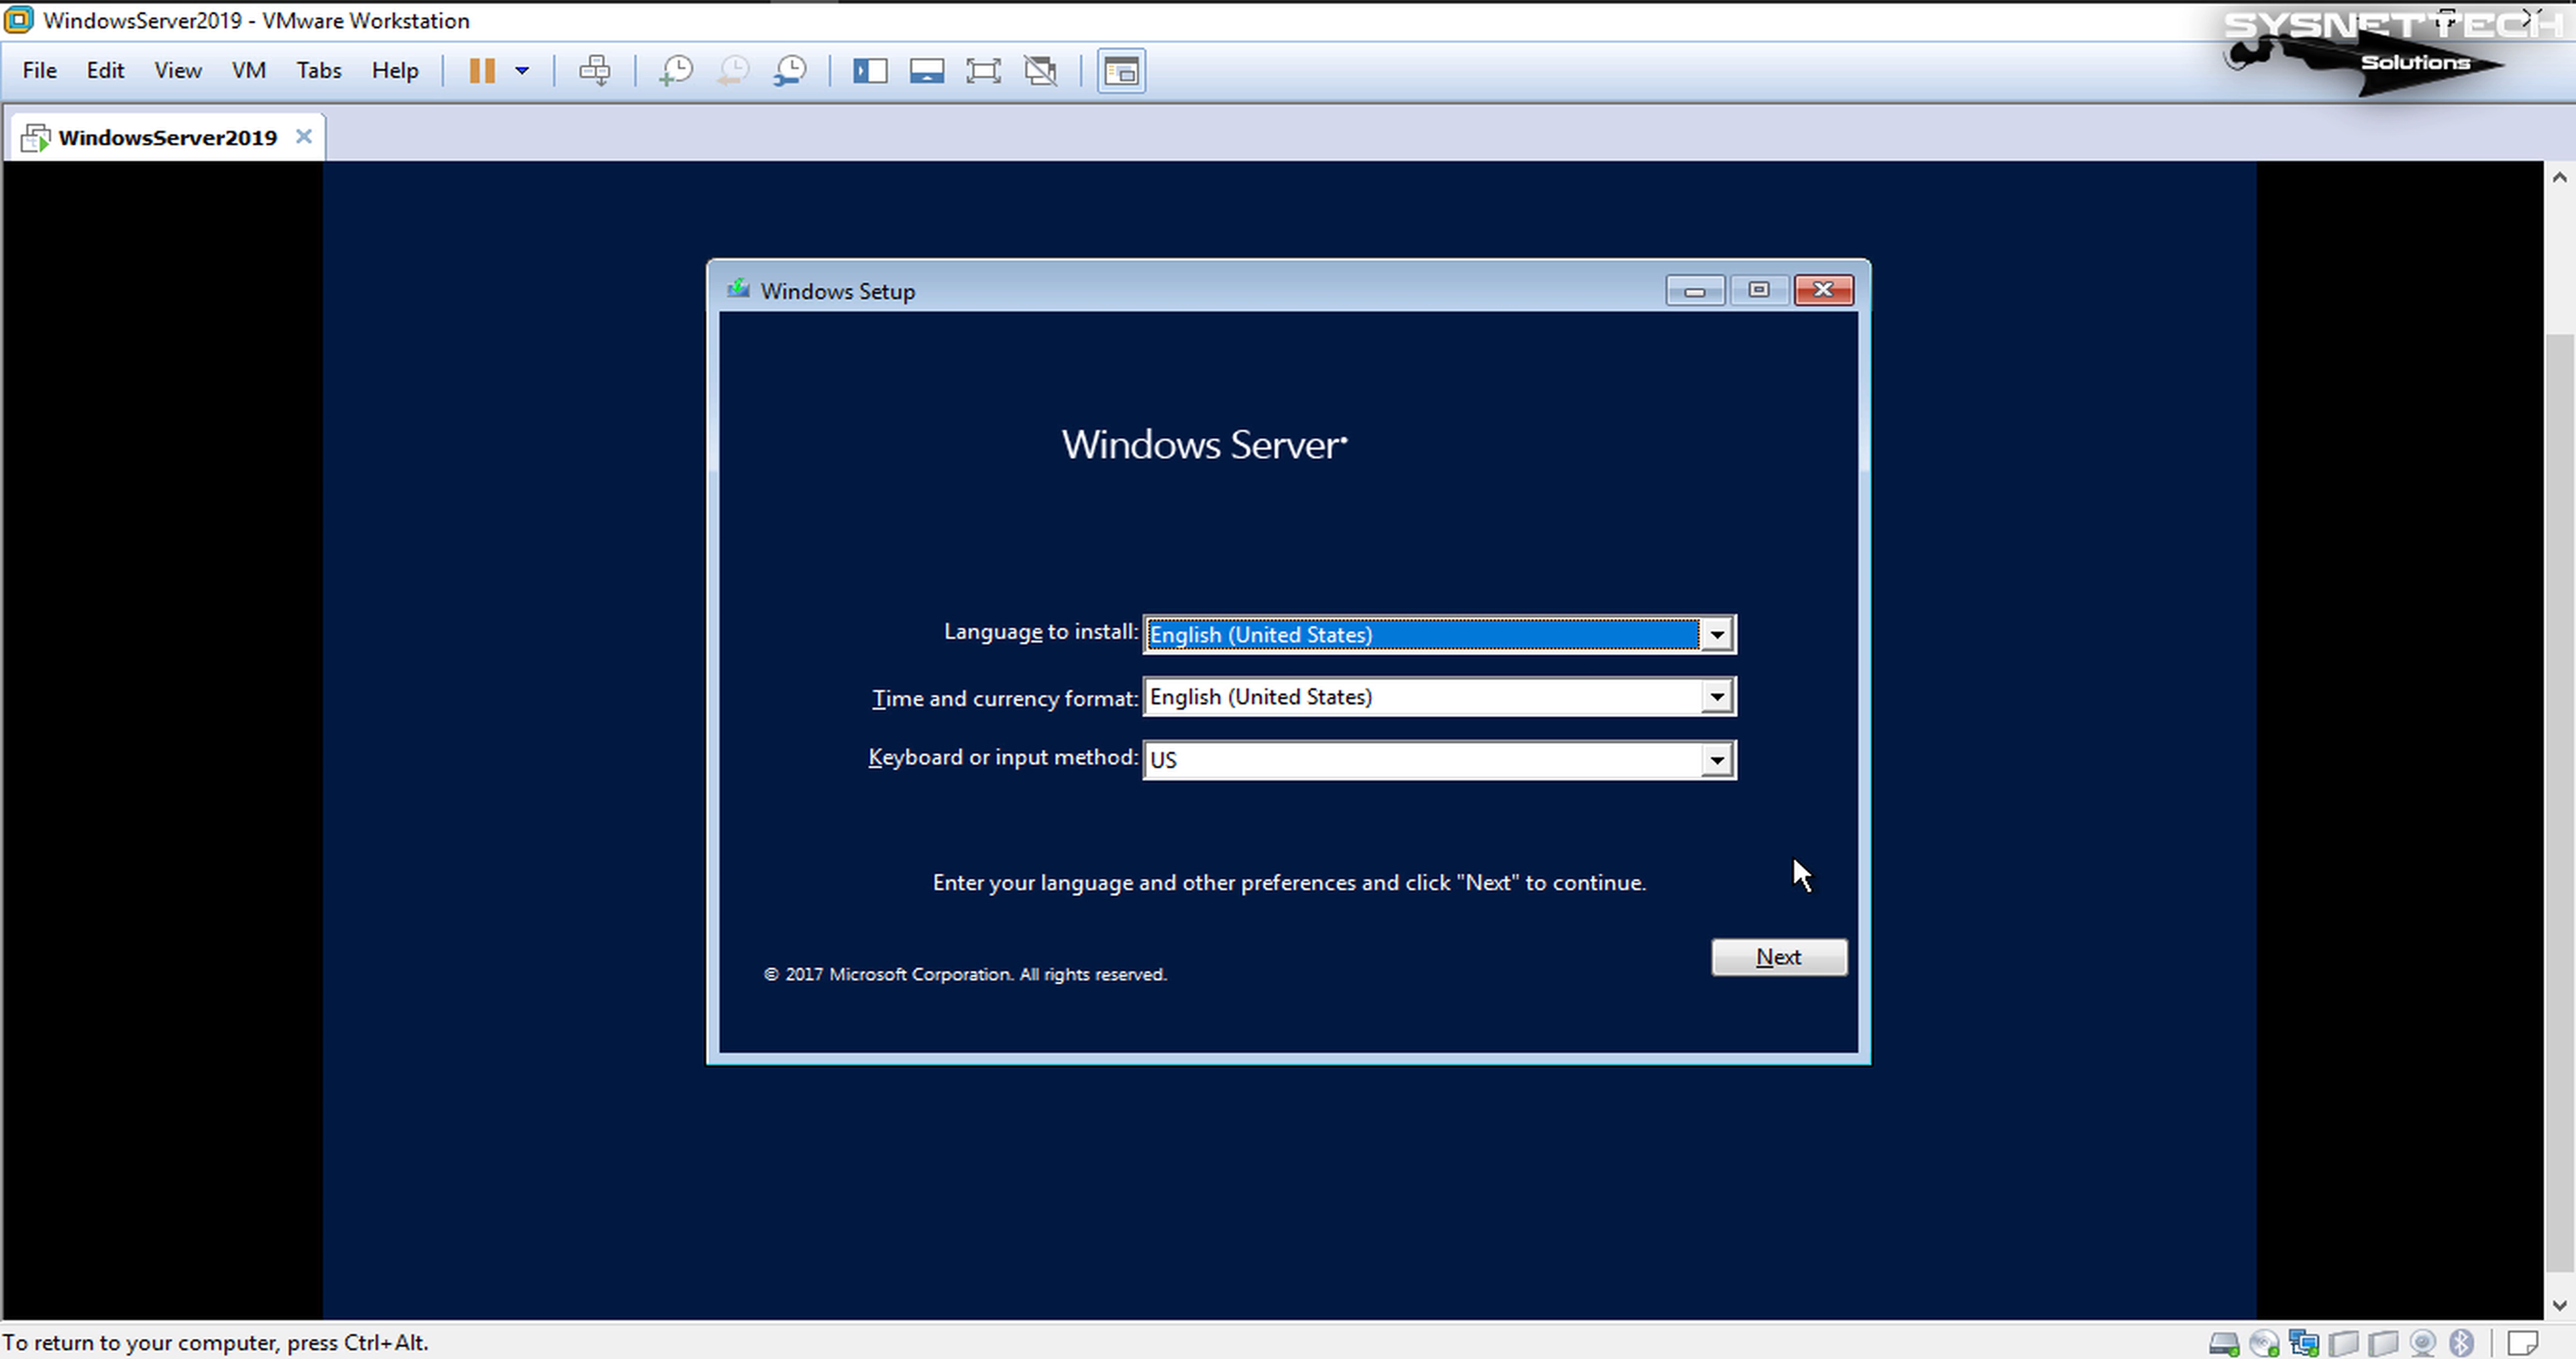 WindowsServer2019 - VMware Workstation
SYSNETTECH
Solutions
File Edit View VM Tabs Help
WindowsServer2019
Windows Setup
Windows Server
Language to install: English (United States)
Time and currency format: English (United States)
Keyboard or input method: US
Enter your language and other preferences and click "Next" to continue.
Next
© 2017 Microsoft Corporation. All rights reserved.
To return to your computer, press Ctrl+Alt.